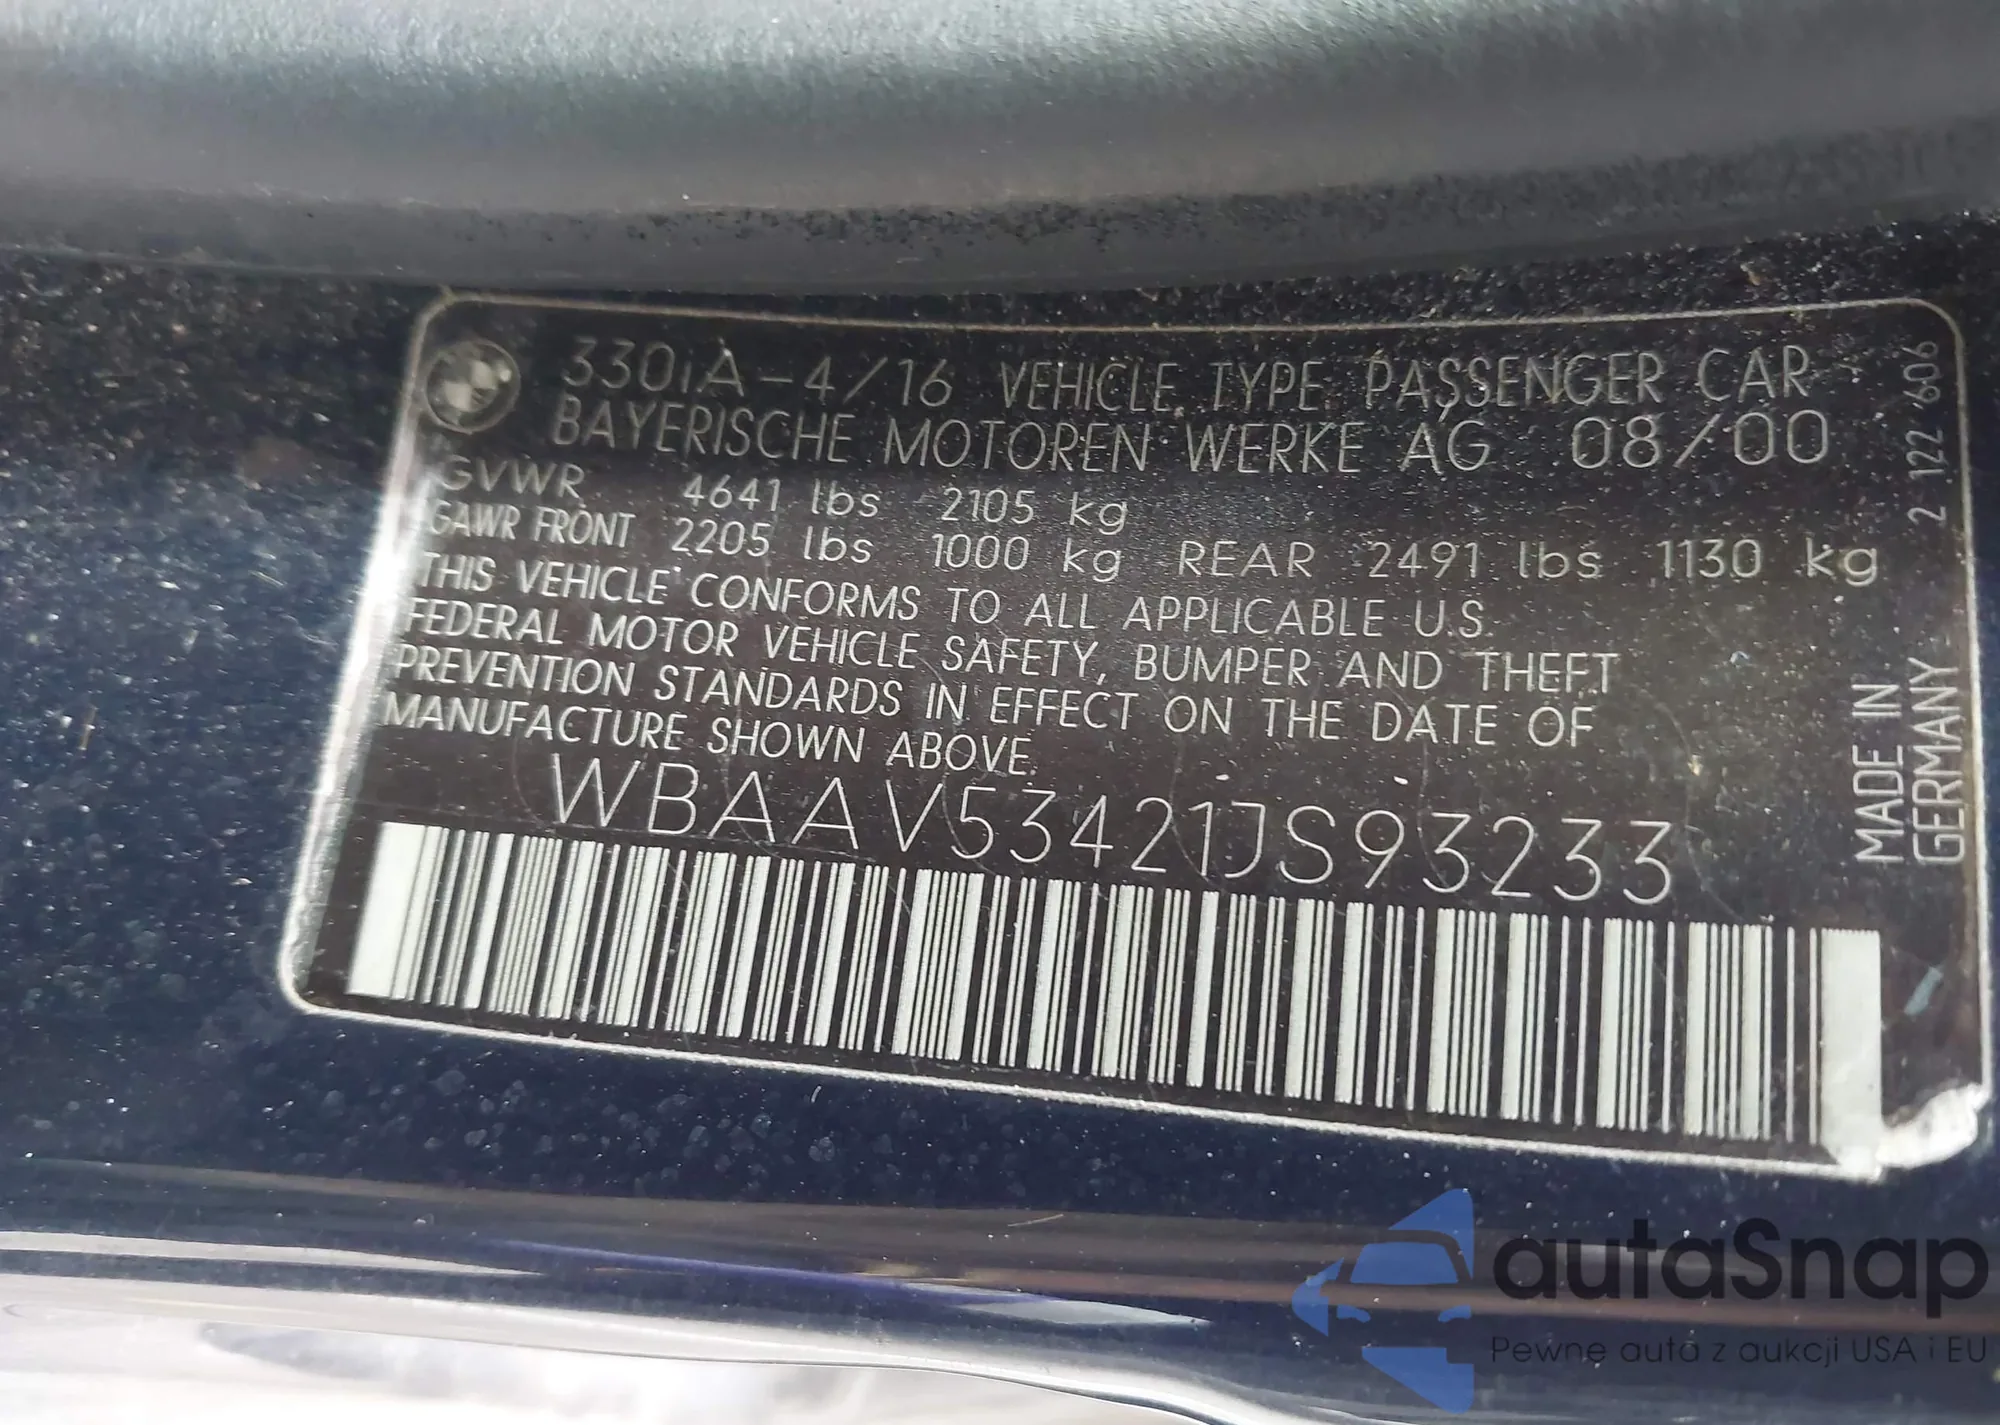 330iA-4/16 VEHICLE TYPE: PASSENGER CAR
BAYERISCHE MOTOREN WERKE AG 08/00
GVWR 4641 lbs 2105 kg
GAWR FRONT 2205 lbs 1000 kg REAR 2491 lbs 1130 kg
THIS VEHICLE CONFORMS TO ALL APPLICABLE U.S.
FEDERAL MOTOR VEHICLE SAFETY, BUMPER AND THEFT
PREVENTION STANDARDS IN EFFECT ON THE DATE OF
MANUFACTURE SHOWN ABOVE.
WBAAV53421JS93233
2 122 606
MADE IN
GERMANY
autaSnap
Pewne auta z aukcji USA i EU